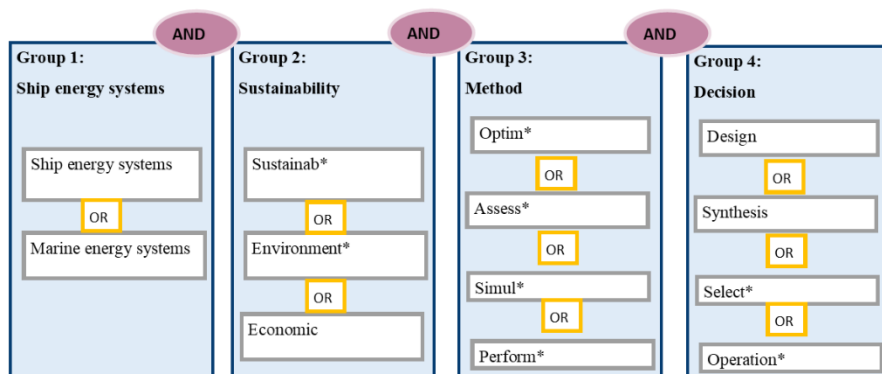 AND
AND
AND
Group 1:
Ship energy systems
Ship energy systems
OR
Marine energy systems
Group 2:
Sustainability
Sustainab*
OR
Environment*
OR
Economic
Group 3:
Method
Optim*
OR
Assess*
OR
Simul*
OR
Perform*
Group 4:
Decision
Design
OR
Synthesis
OR
Select*
OR
Operation*